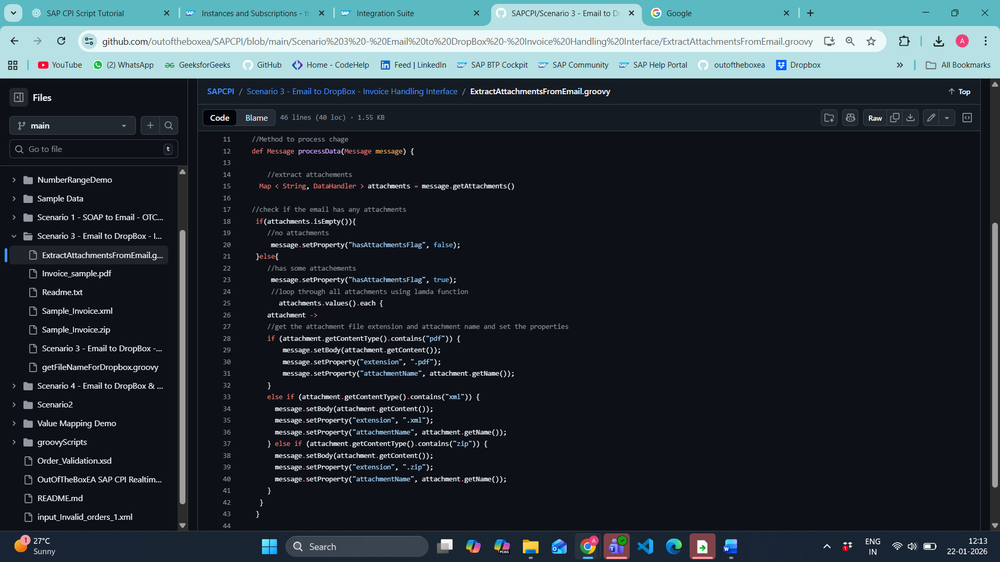 SAP CPI Script Tutorial
Instances and Subscriptions - tr
Integration Suite
SAPCPI/Scenario 3 - Email to Dr
Google
github.com/outoftheboxea/SAPCPI/blob/main/Scenario%203%20-%20Email%20to%20DropBox%20-%20Invoice%20Handling%20Interface/ExtractAttachmentsFromEmail.groovy
A
YouTube
(2) WhatsApp
GeeksforGeeks
GitHub
Home - CodeHelp
Feed | LinkedIn
SAP BTP Cockpit
SAP Community
SAP Help Portal
outoftheboxea
Dropbox
All Bookmarks
Files
main
Go to file
t
NumberRangeDemo
Sample Data
Scenario 1 - SOAP to Email - OTC...
Scenario 3 - Email to DropBox - I...
ExtractAttachmentsFromEmail.g...
Invoice_sample.pdf
Readme.txt
Sample_Invoice.xml
Sample_Invoice.zip
Scenario 3 - Email to DropBox -...
getFileNameForDropbox.groovy
Scenario 4 - Email to DropBox & ...
Scenario2
Value Mapping Demo
groovyScripts
Order_Validation.xsd
OutOfTheBoxEA SAP CPI Realtim...
README.md
input_Invalid_orders_1.xml
SAPCPI / Scenario 3 - Email to DropBox - Invoice Handling Interface / ExtractAttachmentsFromEmail.groovy
Top
Code Blame 46 lines (40 loc) · 1.55 KB
Raw
11 //Method to process chage
12 def Message processData(Message message) {
13
14 //extract attachements
15 Map < String, DataHandler > attachments = message.getAttachments()
16
17 //check if the email has any attachments
18 if(attachments.isEmpty()){
19 //no attachments
20 message.setProperty("hasAttachmentsFlag", false);
21 }else{
22 //has some attachements
23 message.setProperty("hasAttachmentsFlag", true);
24 //loop through all attachments using lamda function
25 attachments.values().each {
26 attachment ->
27 //get the attachment file extension and attachment name and set the properties
28 if (attachment.getContentType().contains("pdf")) {
29 message.setBody(attachment.getContent());
30 message.setProperty("extension", ".pdf");
31 message.setProperty("attachmentName", attachment.getName());
32 }
33 else if (attachment.getContentType().contains("xml")) {
34 message.setBody(attachment.getContent());
35 message.setProperty("extension", ".xml");
36 message.setProperty("attachmentName", attachment.getName());
37 } else if (attachment.getContentType().contains("zip")) {
38 message.setBody(attachment.getContent());
39 message.setProperty("extension", ".zip");
40 message.setProperty("attachmentName", attachment.getName());
41 }
42 }
43 }
44
1
27°C
Sunny
Search
M365
A
1
ENG
IN
12:13
22-01-2026